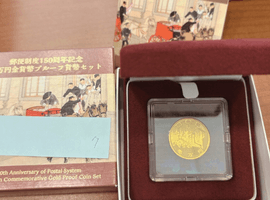 郵便制度150周年記念
万円金貨幣プルーフ貨幣セット
th Anniversary of Postal System
Commemorative Gold Proof Coin Set